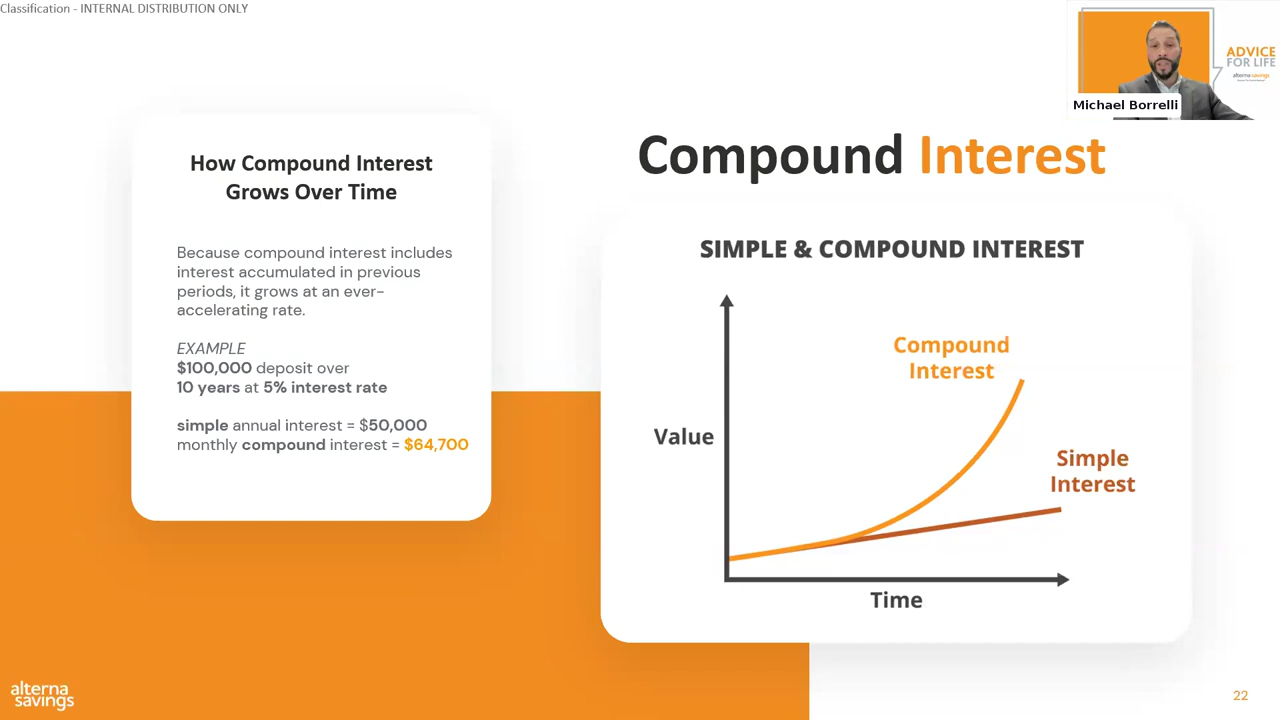 Classification - INTERNAL DISTRIBUTION ONLY
ADVICE
FOR LIFE
alterna savings
Michael Borrelli
How Compound Interest
Grows Over Time
Because compound interest includes
interest accumulated in previous
periods, it grows at an ever-
accelerating rate.
EXAMPLE
$100,000 deposit over
10 years at 5% interest rate
simple annual interest = $50,000
monthly compound interest = $64,700
Compound Interest
SIMPLE & COMPOUND INTEREST
Compound
Interest
Value
Simple
Interest
Time
alterna
savings
22